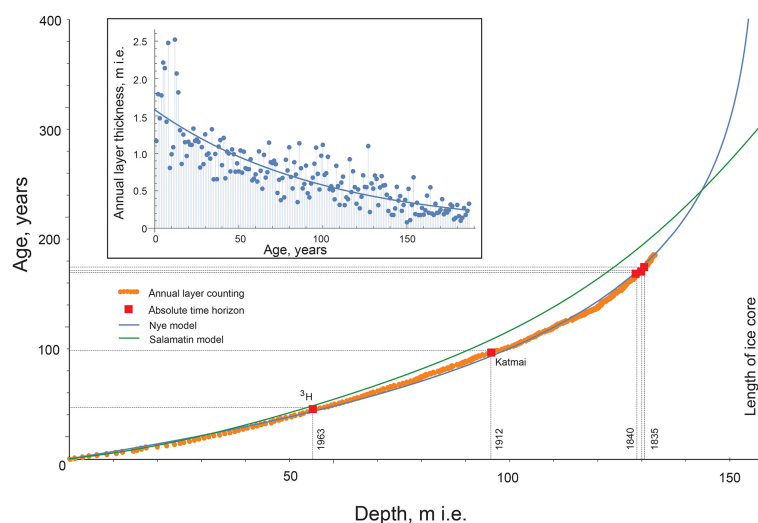 400
300
200
100
0
Age, years
2.5
2.0
1.5
1.0
0.5
0
Annual layer thickness, m i.e.
0
50
100
150
Age, years
Annual layer counting
Absolute time horizon
Nye model
Salamatin model
³H
Katmai
1963
1912
1840
1835
Length of ice core
50
100
150
Depth, m i.e.